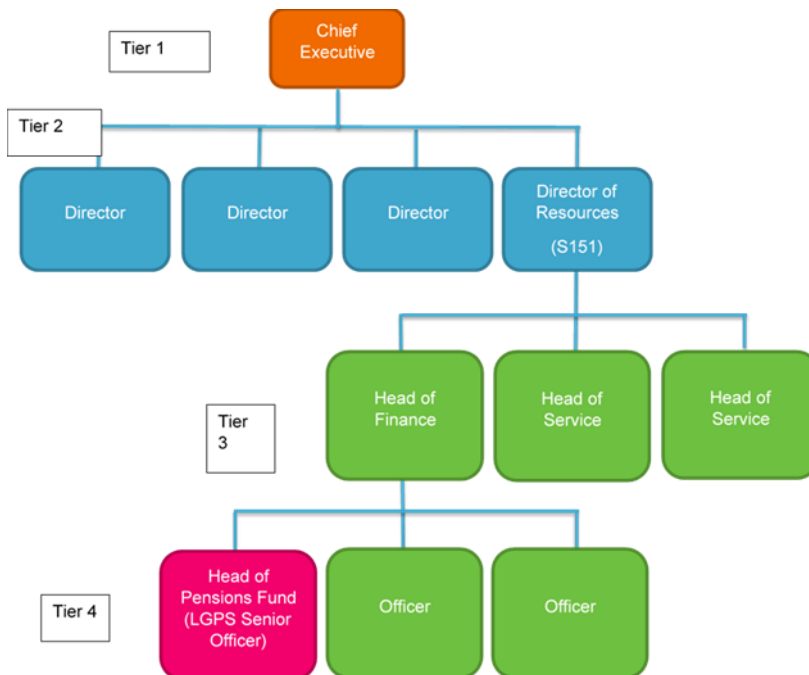 Tier 1
Chief
Executive
Tier 2
Director
Director
Director
Director of
Resources
(S151)
Tier
3
Head of
Finance
Head of
Service
Head of
Service
Tier 4
Head of
Pensions Fund
(LGPS Senior
Officer)
Officer
Officer